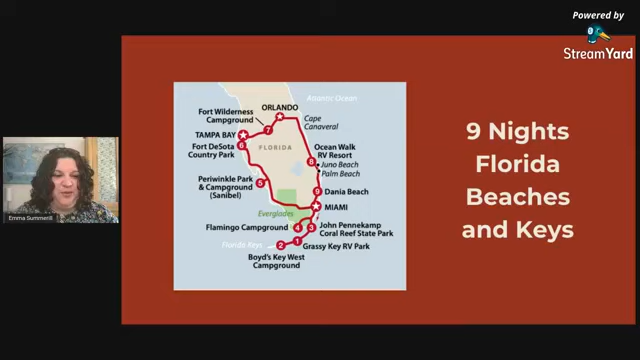 Powered by
StreamYard
Atlantic Ocean
ORLANDO
Fort Wilderness
Campground
7
Cape
Canaveral
TAMPA BAY
6
Fort DeSota
Country Park
FLORIDA
Ocean Walk
RV Resort
8
Juno Beach
Palm Beach
Periwinkle Park
& Campground
(Sanibel)
5
9
Dania Beach
MIAMI
Everglades
Flamingo Campground
4
3
John Pennekamp
Coral Reef State Park
Florida Keys
2
1
Grassy Key RV Park
Boyd's Key West
Campground
9 Nights
Florida
Beaches
and Keys
Emma Summerill